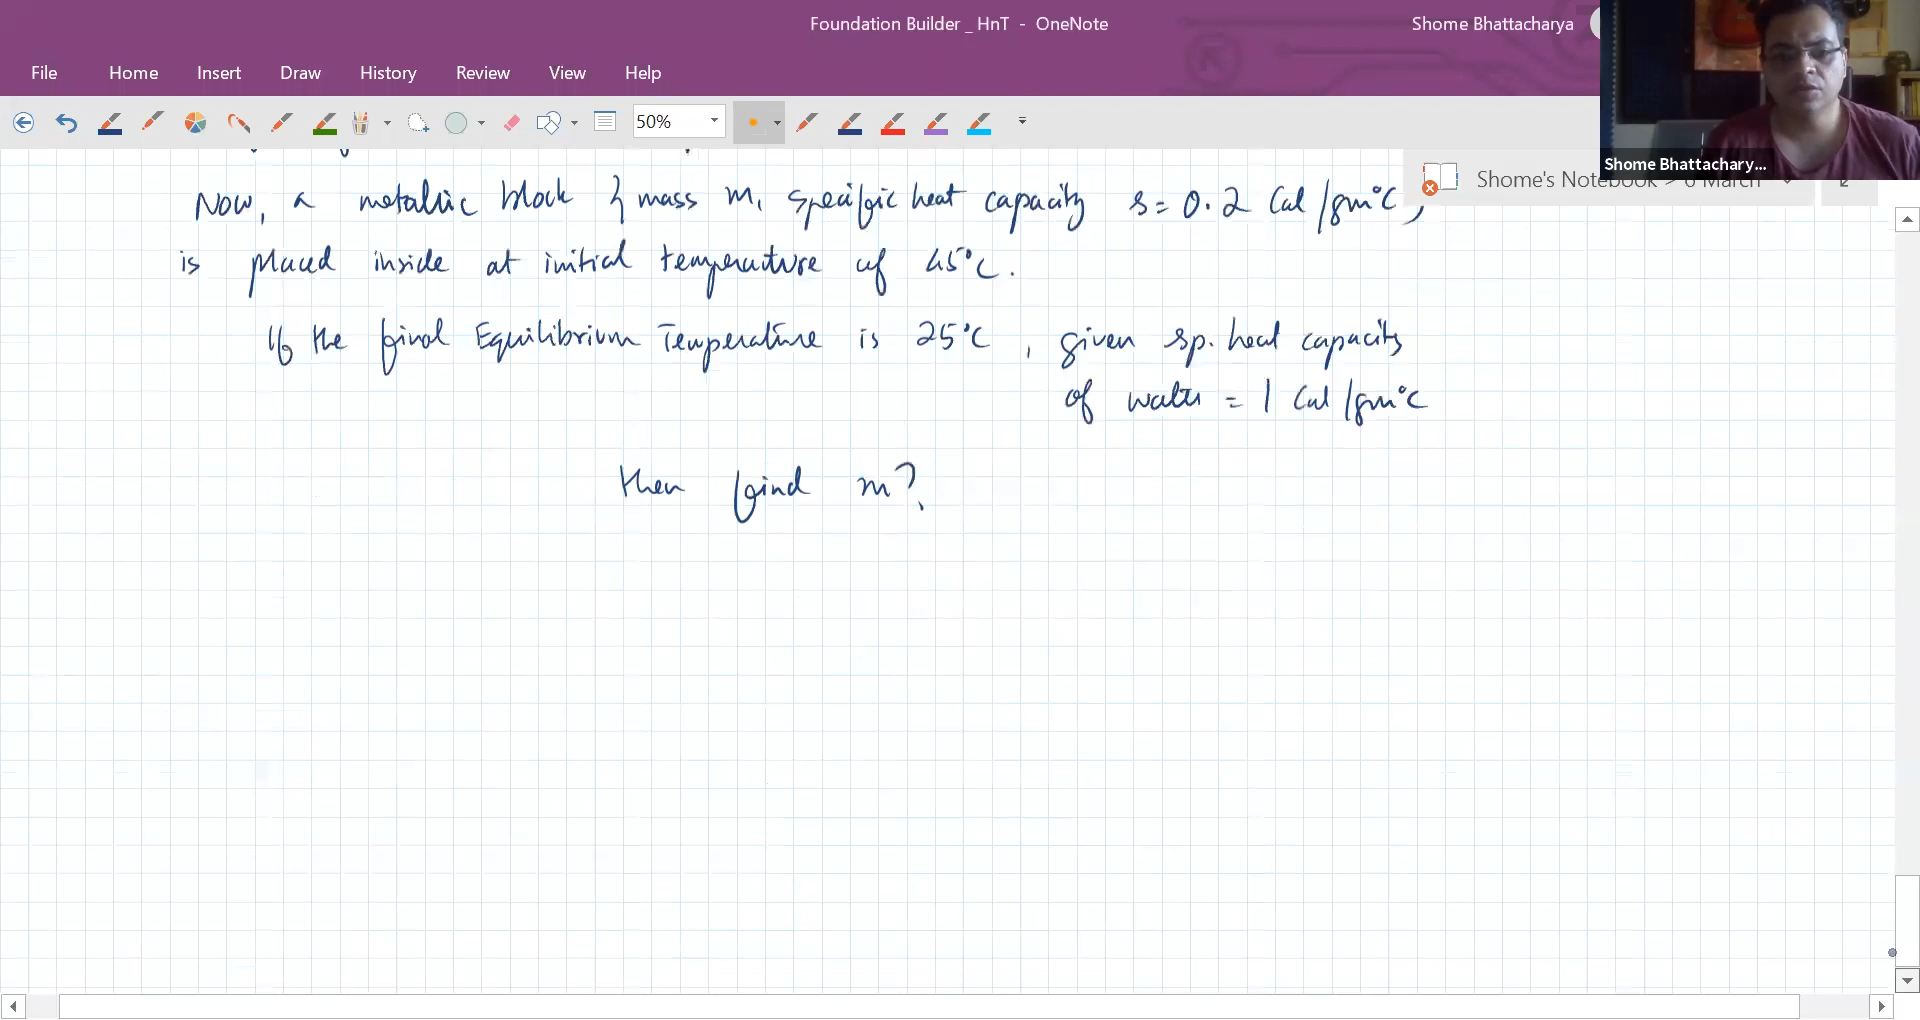 Foundation Builder _ HnT - OneNote
Shome Bhattacharya
File Home Insert Draw History Review View Help
50%
Shome Bhattachary...
Shome's Notebook > 6 March
Now, a metallic block of mass m, specific heat capacity s = 0.2 Cal/gm°C,
is placed inside at initial temperature of 45°C.
If the final Equilibrium Temperature is 25°C, given sp. heat capacity
of water = 1 Cal/gm°C
then find m?